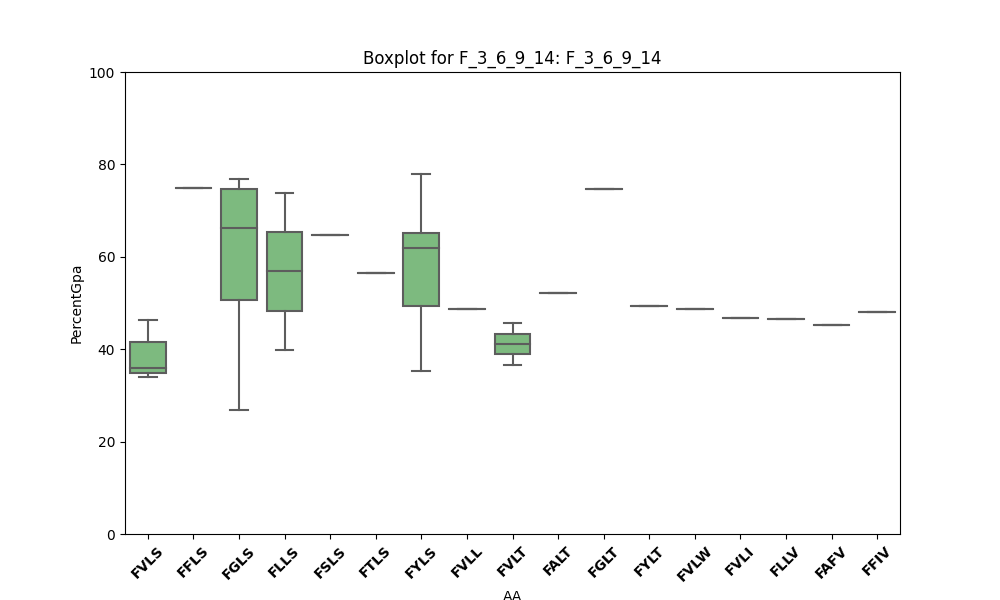 Boxplot for F_3_6_9_14: F_3_6_9_14
PercentGpa
100
80
60
40
20
0
FVLS FFLS FGLS FLLS FSLS FTLS FYLS FVLL FVLT FALT FGLT FYLT FVLW FVLI FLLV FAFV FFIV
AA